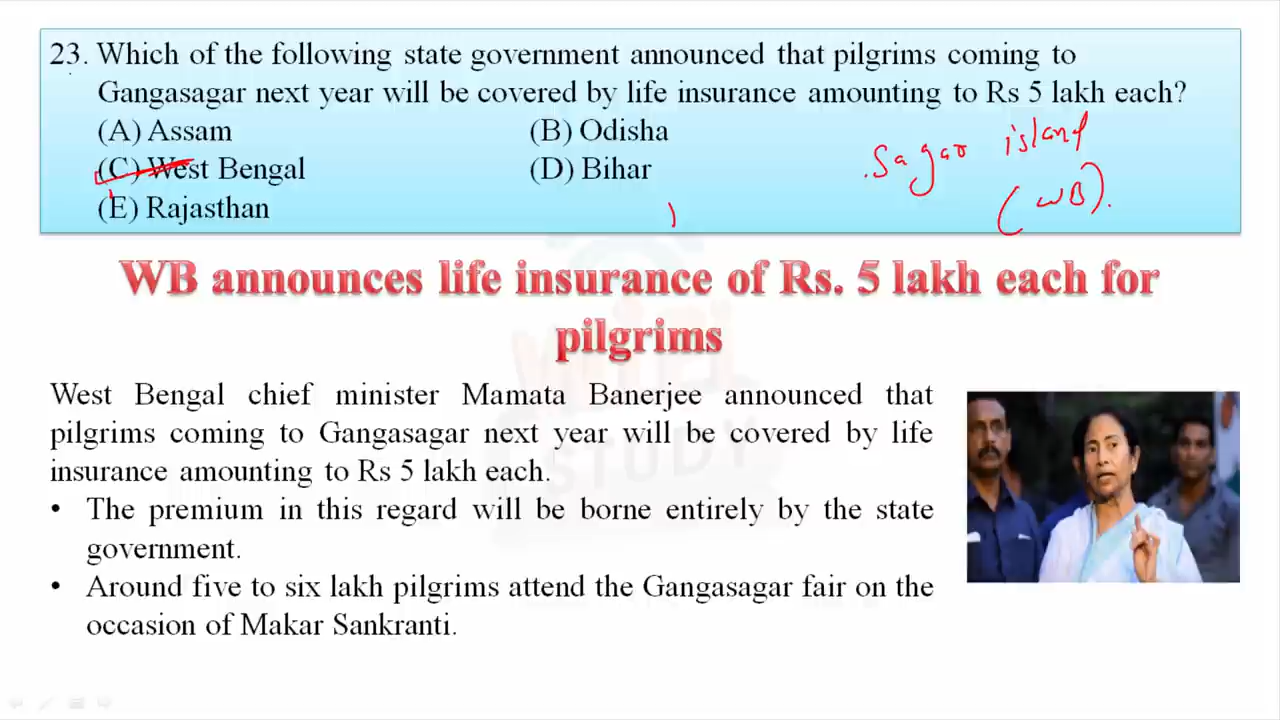 23. Which of the following state government announced that pilgrims coming to
Gangasagar next year will be covered by life insurance amounting to Rs 5 lakh each?
(A) Assam (B) Odisha
(C) West Bengal (D) Bihar
(E) Rajasthan
Sagar island
(WB).
WB announces life insurance of Rs. 5 lakh each for
pilgrims
West Bengal chief minister Mamata Banerjee announced that
pilgrims coming to Gangasagar next year will be covered by life
insurance amounting to Rs 5 lakh each.
• The premium in this regard will be borne entirely by the state
government.
• Around five to six lakh pilgrims attend the Gangasagar fair on the
occasion of Makar Sankranti.
STUDY